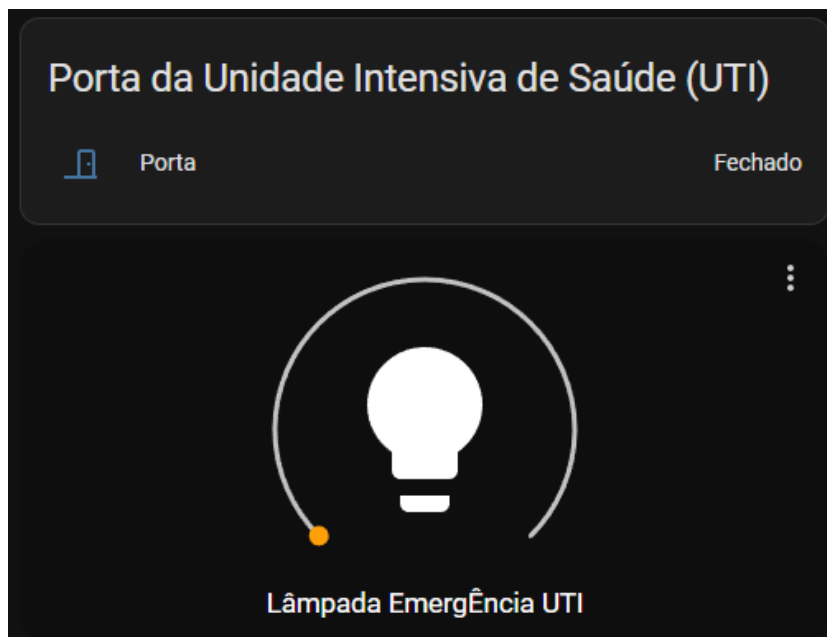 Porta da Unidade Intensiva de Saúde (UTI)
Porta Fechado
Lâmpada EmergÊncia UTI